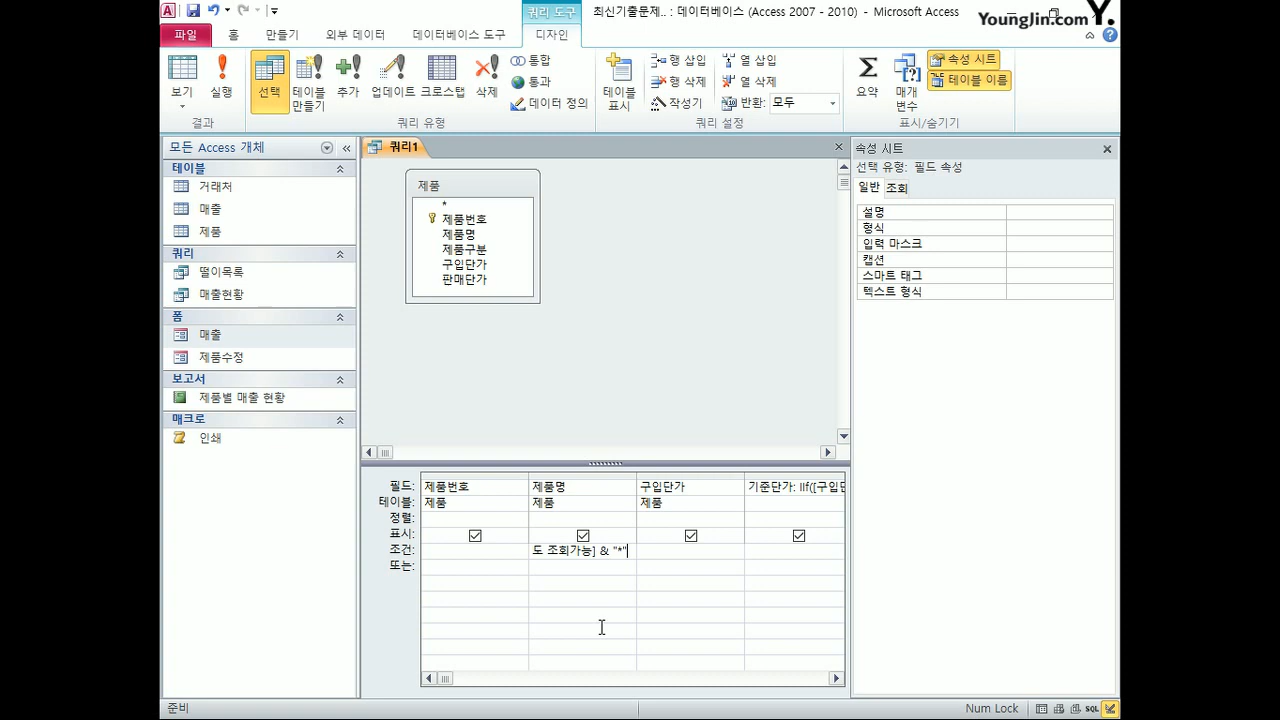 최신기출문제.. : 데이터베이스 (Access 2007 - 2010) - Microsoft Access
쿼리 도구
YoungJin.com Y.
파일 홈 만들기 외부 데이터 데이터베이스 도구 디자인
보기 실행 선택 테이블 만들기 추가 업데이트 크로스탭 삭제
통합
통과
데이터 정의
테이블 표시
행 삽입
행 삭제
작성기
열 삽입
열 삭제
반환: 모두
요약 매개 변수
속성 시트
테이블 이름
결과 쿼리 유형 쿼리 설정 표시/숨기기
모든 Access 개체
테이블
거래처
매출
제품
쿼리
떨이목록
매출현황
폼
매출
제품수정
보고서
제품별 매출 현황
매크로
인쇄
쿼리1
제품
*
제품번호
제품명
제품구분
구입단가
판매단가
필드: 제품번호 제품명 구입단가 기준단가: IIf([구입단
테이블: 제품 제품 제품
정렬:
표시:
조건: 도 조회가능] & "*"
또는:
속성 시트
선택 유형: 필드 속성
일반 조회
설명
형식
입력 마스크
캡션
스마트 태그
텍스트 형식
준비
Num Lock
SQL